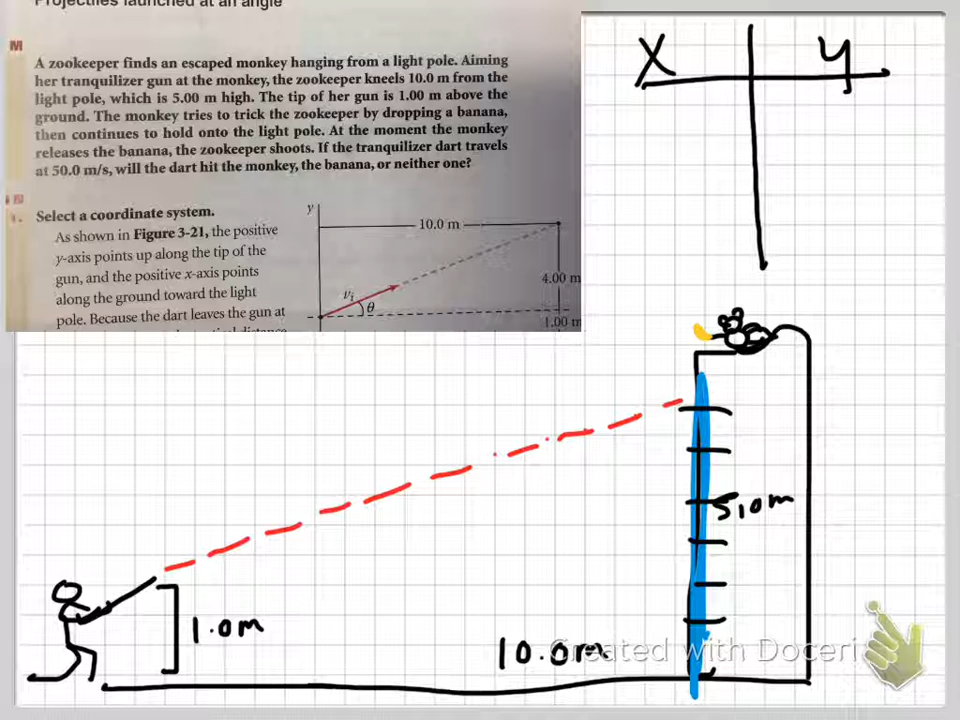 Projectiles launched at an angle
M
A zookeeper finds an escaped monkey hanging from a light pole. Aiming
her tranquilizer gun at the monkey, the zookeeper kneels 10.0 m from the
light pole, which is 5.00 m high. The tip of her gun is 1.00 m above the
ground. The monkey tries to trick the zookeeper by dropping a banana,
then continues to hold onto the light pole. At the moment the monkey
releases the banana, the zookeeper shoots. If the tranquilizer dart travels
at 50.0 m/s, will the dart hit the monkey, the banana, or neither one?
1. Select a coordinate system.
As shown in Figure 3-21, the positive
y-axis points up along the tip of the
gun, and the positive x-axis points
along the ground toward the light
pole. Because the dart leaves the gun at
y
10.0 m
4.00 m
vi
θ
1.00 m
X
y
5.0m
1.0m
10.0m
Created with Doceri